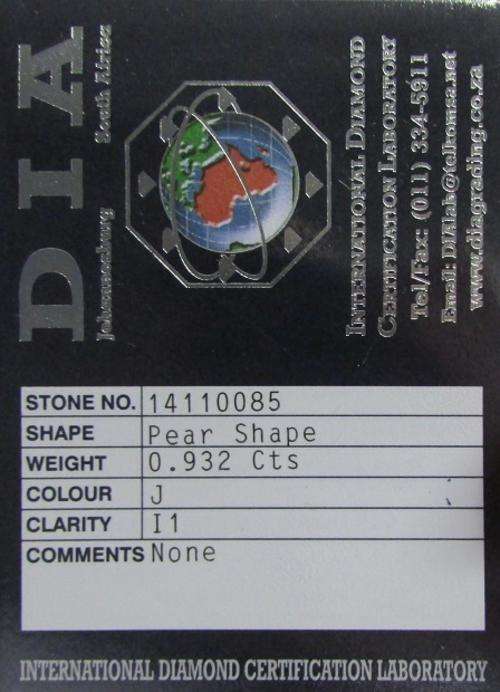 DIA
Johannesburg South Africa
INTERNATIONAL DIAMOND
CERTIFICATION LABORATORY
Tel/Fax: (011) 334-5911
Email: DIAlab@telkomsa.net
www.diagrading.co.za
STONE NO. 14110085
SHAPE Pear Shape
WEIGHT 0.932 Cts
COLOUR J
CLARITY I1
COMMENTS None
INTERNATIONAL DIAMOND CERTIFICATION LABORATORY